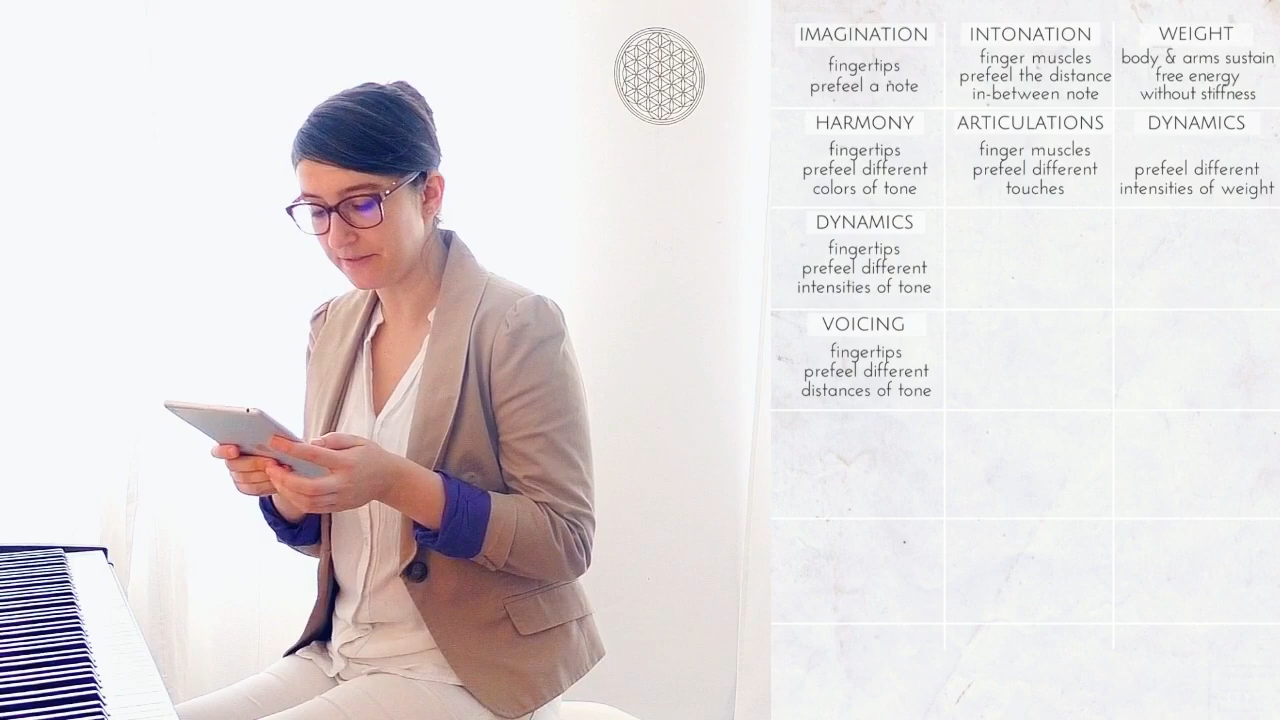 IMAGINATION
fingertips
prefeel a note
INTONATION
finger muscles
prefeel the distance
in-between note
WEIGHT
body & arms sustain
free energy
without stiffness
HARMONY
fingertips
prefeel different
colors of tone
ARTICULATIONS
finger muscles
prefeel different
touches
DYNAMICS
prefeel different
intensities of weight
DYNAMICS
fingertips
prefeel different
intensities of tone
VOICING
fingertips
prefeel different
distances of tone